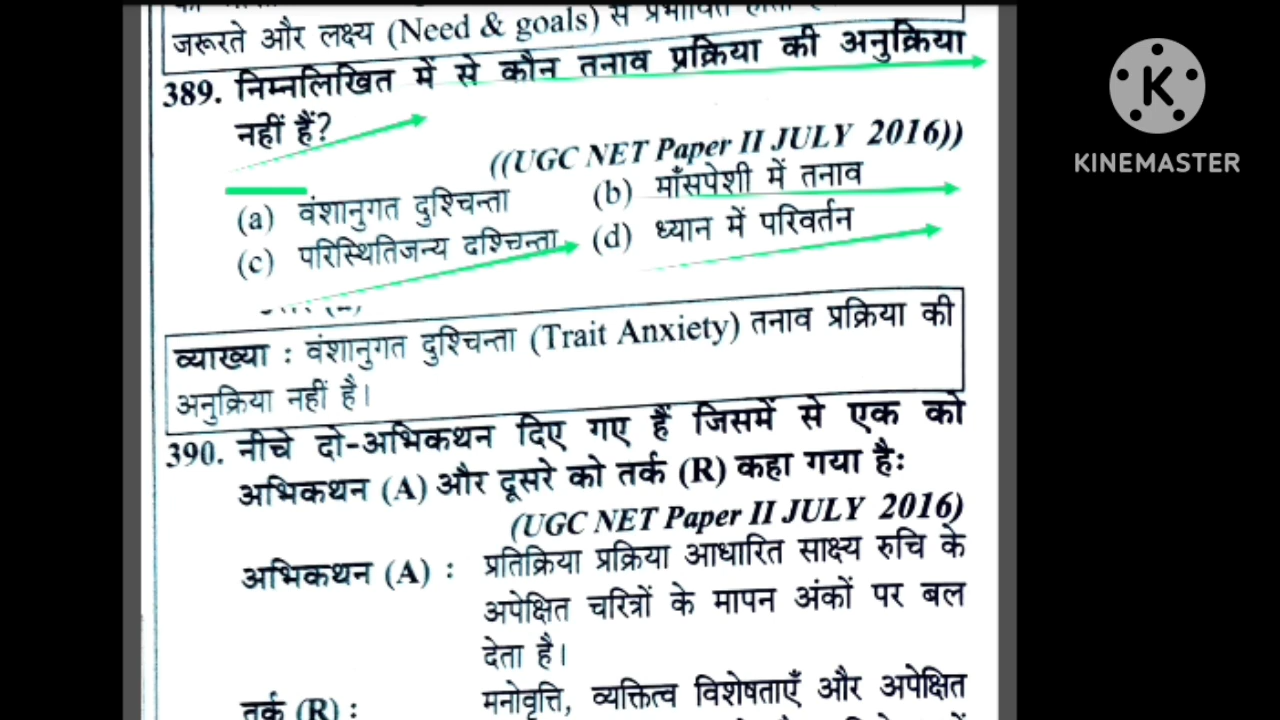 जरूरते और लक्ष्य (Need & goals) से प्रभावित होता
389. निम्नलिखित में से कौन तनाव प्रक्रिया की अनुक्रिया
नहीं हैं?
((UGC NET Paper II JULY 2016))
(a) वंशानुगत दुश्चिन्ता (b) माँसपेशी में तनाव
(c) परिस्थितिजन्य दश्चिन्ता (d) ध्यान में परिवर्तन
व्याख्या : वंशानुगत दुश्चिन्ता (Trait Anxiety) तनाव प्रक्रिया की
अनुक्रिया नहीं है।
390. नीचे दो-अभिकथन दिए गए हैं जिसमें से एक को
अभिकथन (A) और दूसरे को तर्क (R) कहा गया है:
(UGC NET Paper II JULY 2016)
अभिकथन (A) : प्रतिक्रिया प्रक्रिया आधारित साक्ष्य रुचि के
अपेक्षित चरित्रों के मापन अंकों पर बल
देता है।
तर्क (R) : मनोवृत्ति, व्यक्तित्व विशेषताएँ और अपेक्षित
K
KINEMASTER